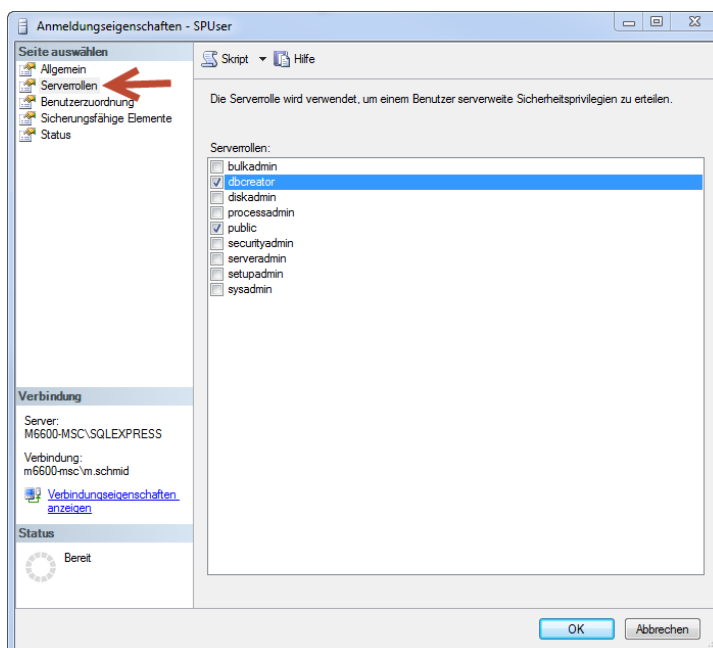 Anmeldungseigenschaften - SPUser
Seite auswählen
Allgemein
Serverrollen
Benutzerzuordnung
Sicherungsfähige Elemente
Status
Skript
Hilfe
Die Serverrolle wird verwendet, um einem Benutzer serverweite Sicherheitsprivilegien zu erteilen.
Serverrollen:
bulkadmin
dbcreator
diskadmin
processadmin
public
securityadmin
serveradmin
setupadmin
sysadmin
Verbindung
Server:
M6600-MSC\SQLEXPRESS
Verbindung:
m6600-msc\m.schmid
Verbindungseigenschaften
anzeigen
Status
Bereit
OK
Abbrechen